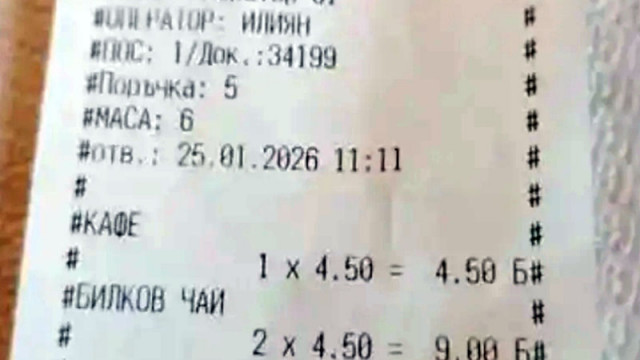 #ОПЕРАТОР: ИЛИЯН #
#ПОС: 1/Док.:34199 #
#Поръчка: 5 #
#МАСА: 6 #
#отв.: 25.01.2026 11:11 #
# #
#КАФЕ #
# 1 x 4.50 = 4.50 Б#
#БИЛКОВ ЧАЙ #
# 2 x 4.50 = 9.00 Б#